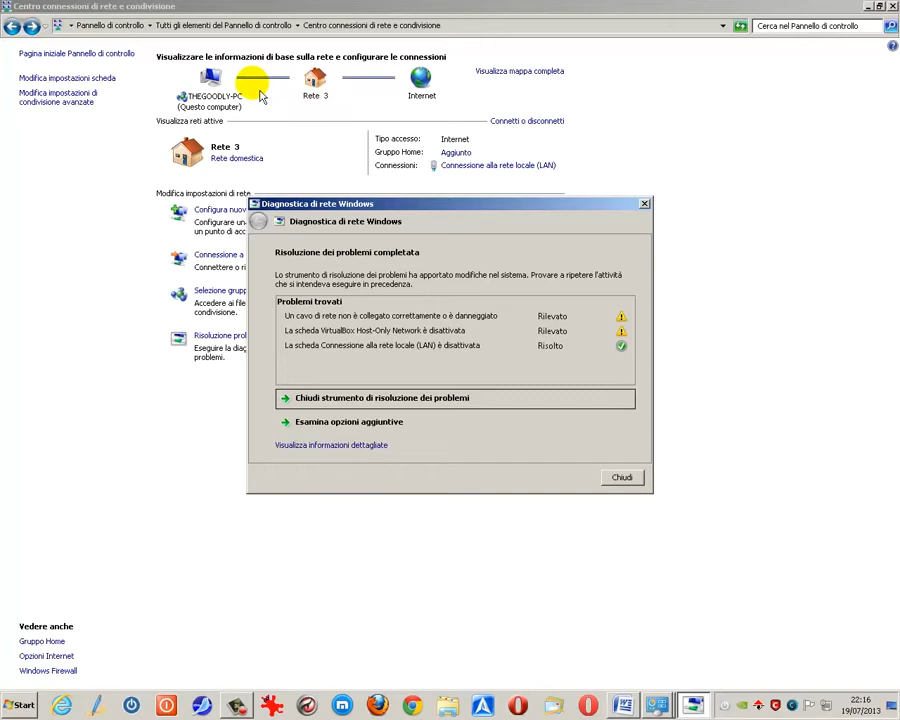 Centro connessioni di rete e condivisione
Pannello di controllo
Tutti gli elementi del Pannello di controllo
Centro connessioni di rete e condivisione
Cerca nel Pannello di controllo
Pagina iniziale Pannello di controllo
Modifica impostazioni scheda
Modifica impostazioni di
condivisione avanzate
Visualizzare le informazioni di base sulla rete e configurare le connessioni
Visualizza mappa completa
THEGOODLY-PC
(Questo computer)
Rete 3
Internet
Visualizza reti attive
Connetti o disconnetti
Rete 3
Rete domestica
Tipo accesso: Internet
Gruppo Home: Aggiunto
Connessioni: Connessione alla rete locale (LAN)
Modifica impostazioni di rete
Configura nuov
Configurare un
un punto di acc
Connessione a
Connettere o ri
Selezione grupp
Accedere ai file
condivisione.
Risoluzione prol
Eseguire la diag
problemi.
Diagnostica di rete Windows
Diagnostica di rete Windows
Risoluzione dei problemi completata
Lo strumento di risoluzione dei problemi ha apportato modifiche nel sistema. Provare a ripetere l'attività
che si intendeva eseguire in precedenza.
Problemi trovati
Un cavo di rete non è collegato correttamente o è danneggiato Rilevato
La scheda VirtualBox Host-Only Network è disattivata Rilevato
La scheda Connessione alla rete locale (LAN) è disattivata Risolto
Chiudi strumento di risoluzione dei problemi
Esamina opzioni aggiuntive
Visualizza informazioni dettagliate
Chiudi
Vedere anche
Gruppo Home
Opzioni Internet
Windows Firewall
Start
22:16
19/07/2013